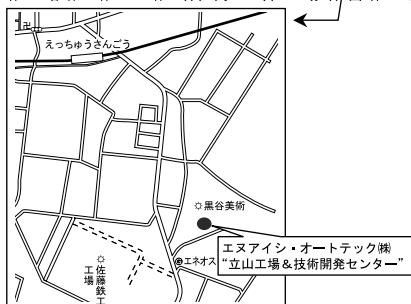 卍
えっちゅうさんごう
☼黒谷美術
エヌアイシ・オートテック㈱
“立山工場＆技術開発センター”
エネオス
☼佐藤鉄工
工場